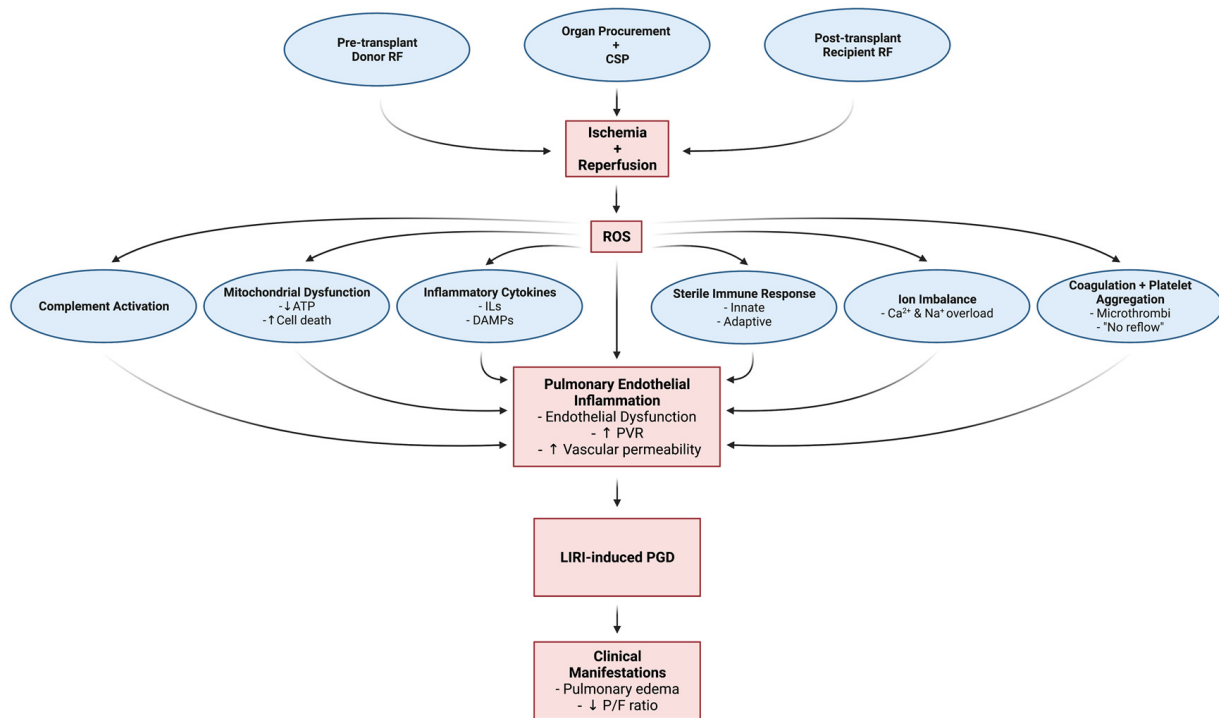 Pre-transplant
Donor RF
Organ Procurement
+
CSP
Post-transplant
Recipient RF
Ischemia
+
Reperfusion
ROS
Complement Activation
Mitochondrial Dysfunction
-↓ATP
-↑Cell death
Inflammatory Cytokines
- ILs
- DAMPs
Sterile Immune Response
- Innate
- Adaptive
Ion Imbalance
- Ca²⁺ & Na⁺ overload
Coagulation + Platelet
Aggregation
- Microthrombi
- "No reflow"
Pulmonary Endothelial
Inflammation
- Endothelial Dysfunction
- ↑ PVR
- ↑ Vascular permeability
LIRI-induced PGD
Clinical
Manifestations
- Pulmonary edema
- ↓ P/F ratio